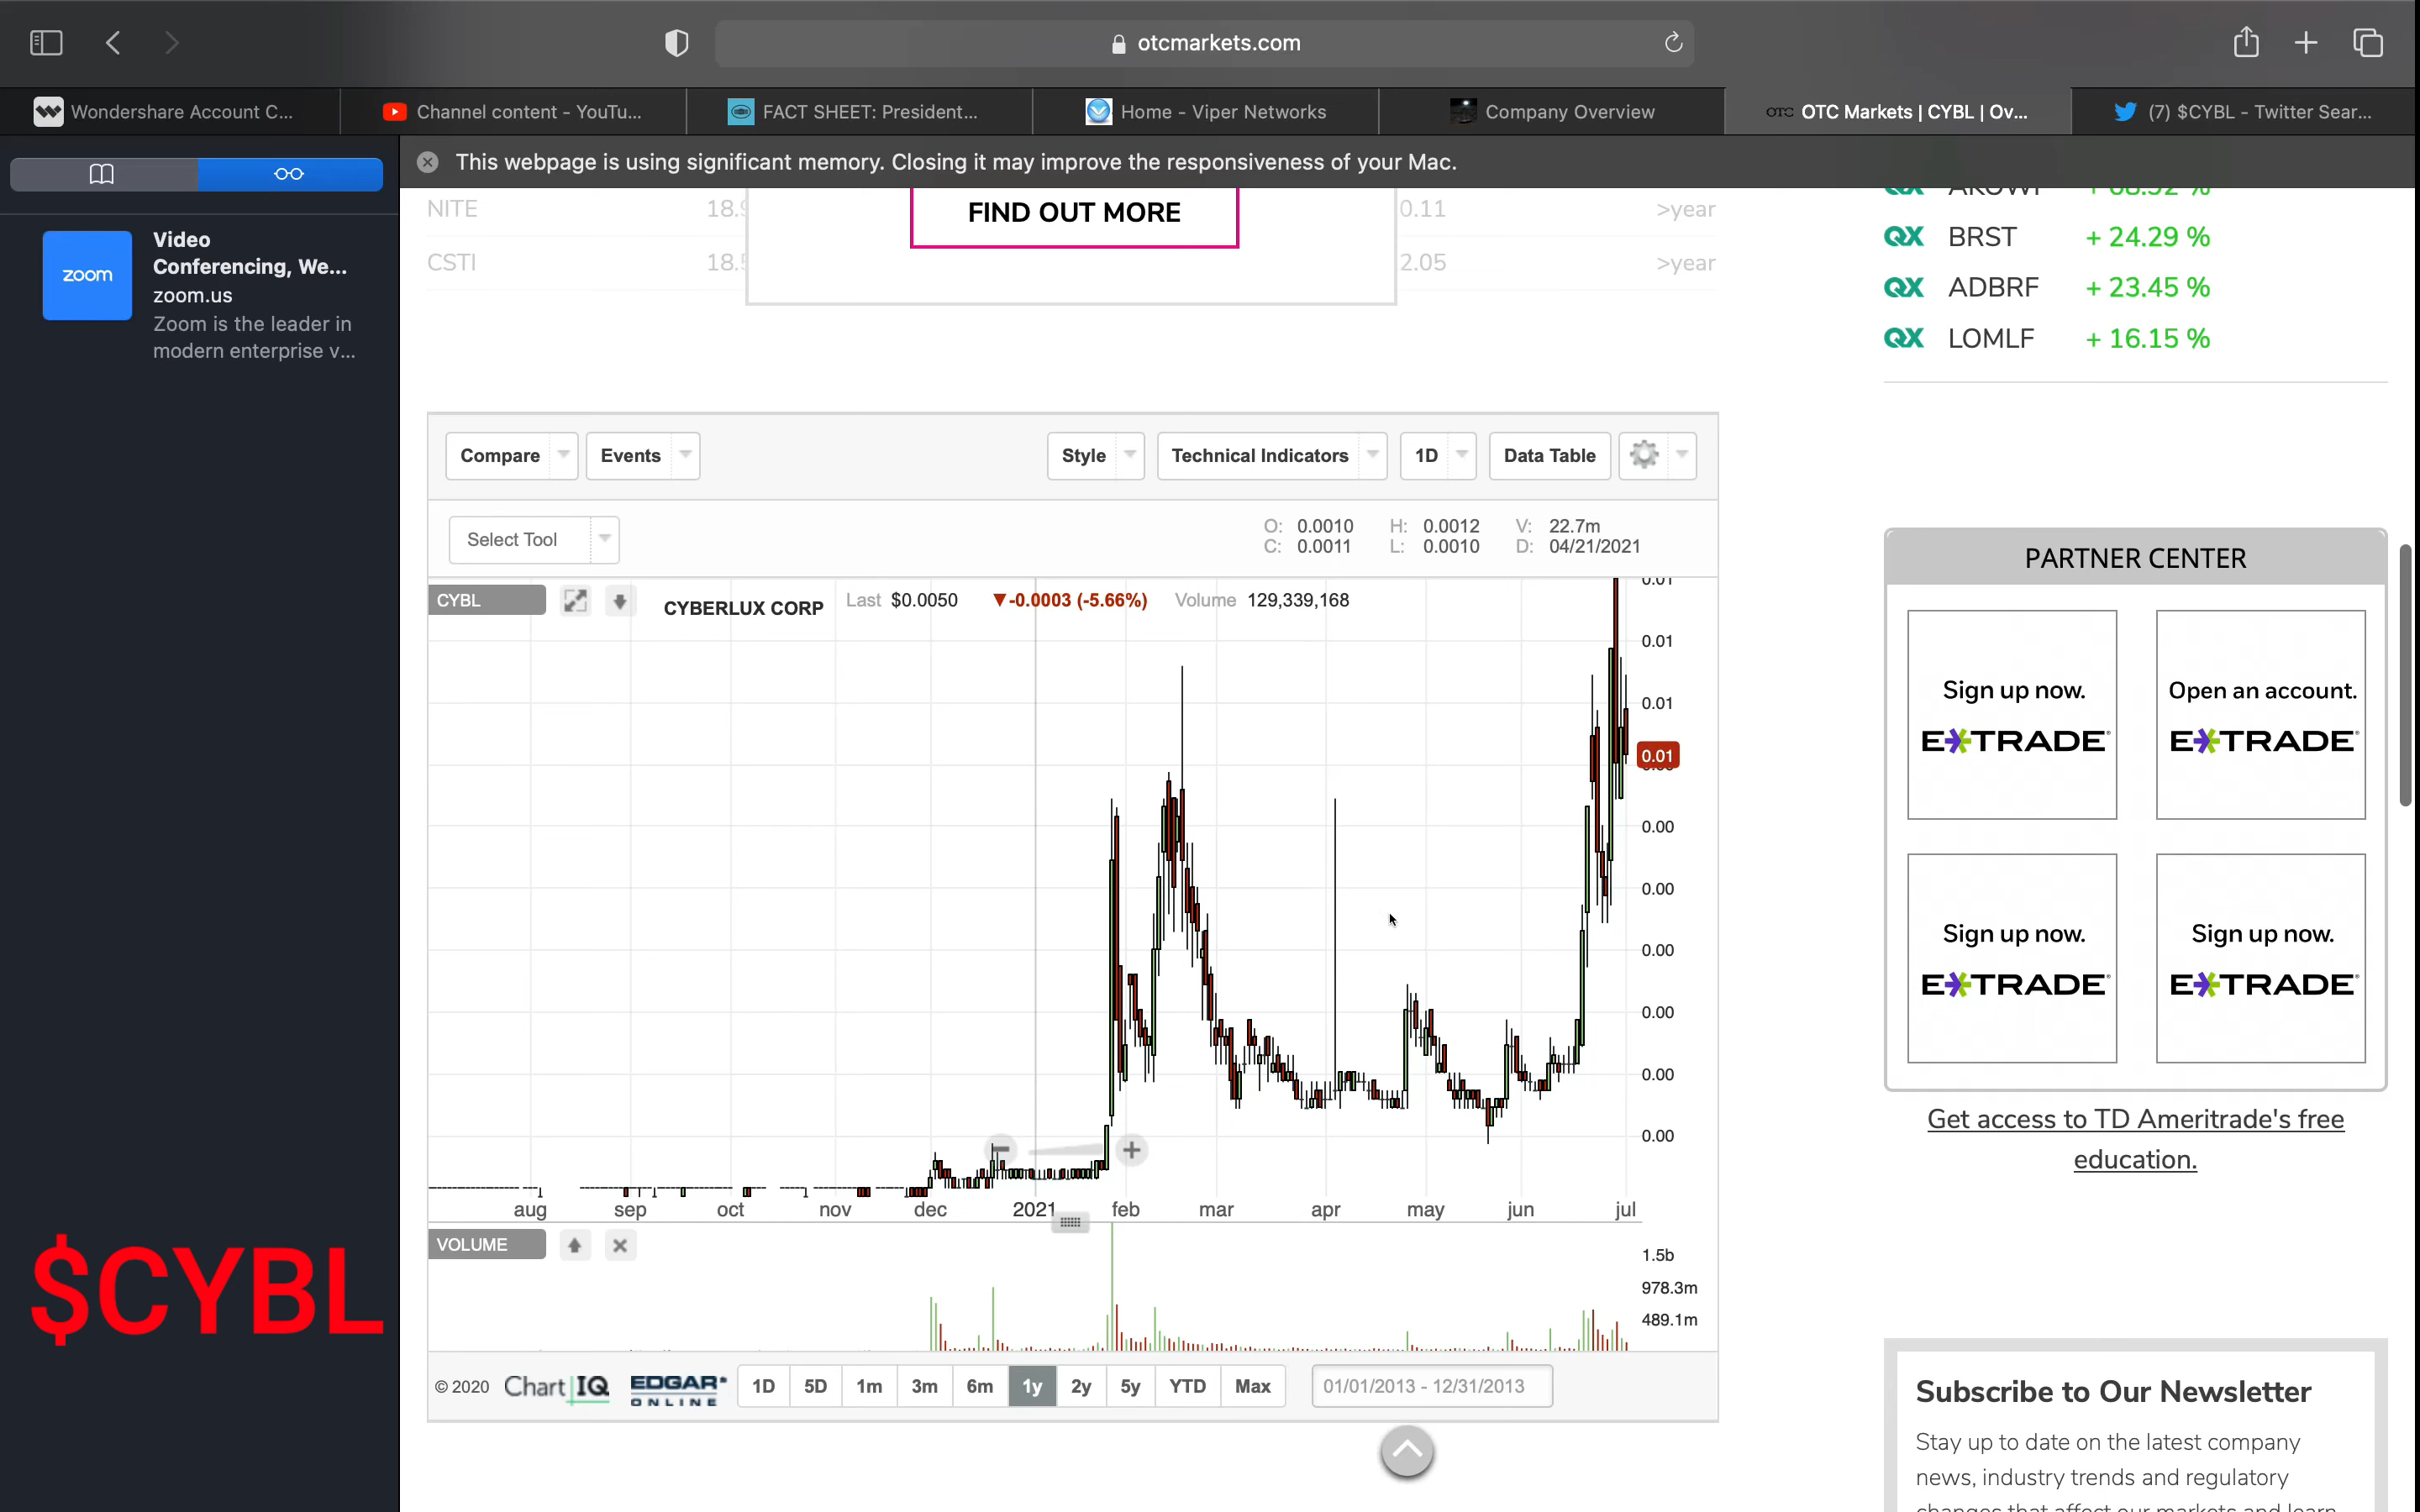 otcmarkets.com
Wondershare Account C...
Channel content - YouTu...
FACT SHEET: President...
Home - Viper Networks
Company Overview
OTC Markets | CYBL | Ov...
(7) $CYBL - Twitter Sear...
This webpage is using significant memory. Closing it may improve the responsiveness of your Mac.
zoom
Video
Conferencing, We...
zoom.us
Zoom is the leader in
modern enterprise v...
NITE
0.11
>year
CSTI
2.05
>year
FIND OUT MORE
QX BRST + 24.29 %
QX ADBRF + 23.45 %
QX LOMLF + 16.15 %
Compare
Events
Style
Technical Indicators
1D
Data Table
Select Tool
O: 0.0010 H: 0.0012 V: 22.7m
C: 0.0011 L: 0.0010 D: 04/21/2021
CYBL
CYBERLUX CORP
Last $0.0050
▼-0.0003 (-5.66%)
Volume 129,339,168
0.01
0.01
0.01
0.01
0.00
0.00
0.00
0.00
0.00
0.00
aug sep oct nov dec 2021 feb mar apr may jun jul
VOLUME
1.5b
978.3m
489.1m
© 2020 Chart IQ EDGAR ONLINE
1D 5D 1m 3m 6m 1y 2y 5y YTD Max
01/01/2013 - 12/31/2013
$CYBL
PARTNER CENTER
Sign up now.
E*TRADE
Open an account.
E*TRADE
Sign up now.
E*TRADE
Sign up now.
E*TRADE
Get access to TD Ameritrade's free
education.
Subscribe to Our Newsletter
Stay up to date on the latest company
news, industry trends and regulatory